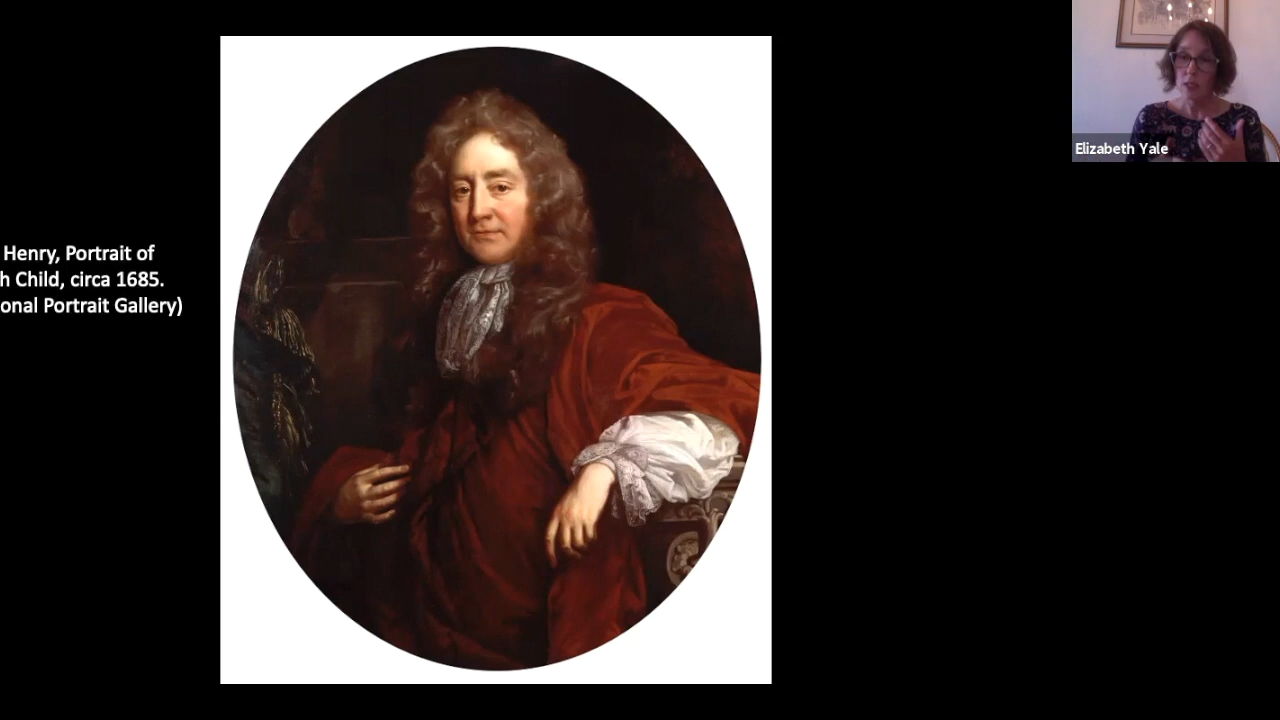 Henry, Portrait of
h Child, circa 1685.
onal Portrait Gallery)
Elizabeth Yale